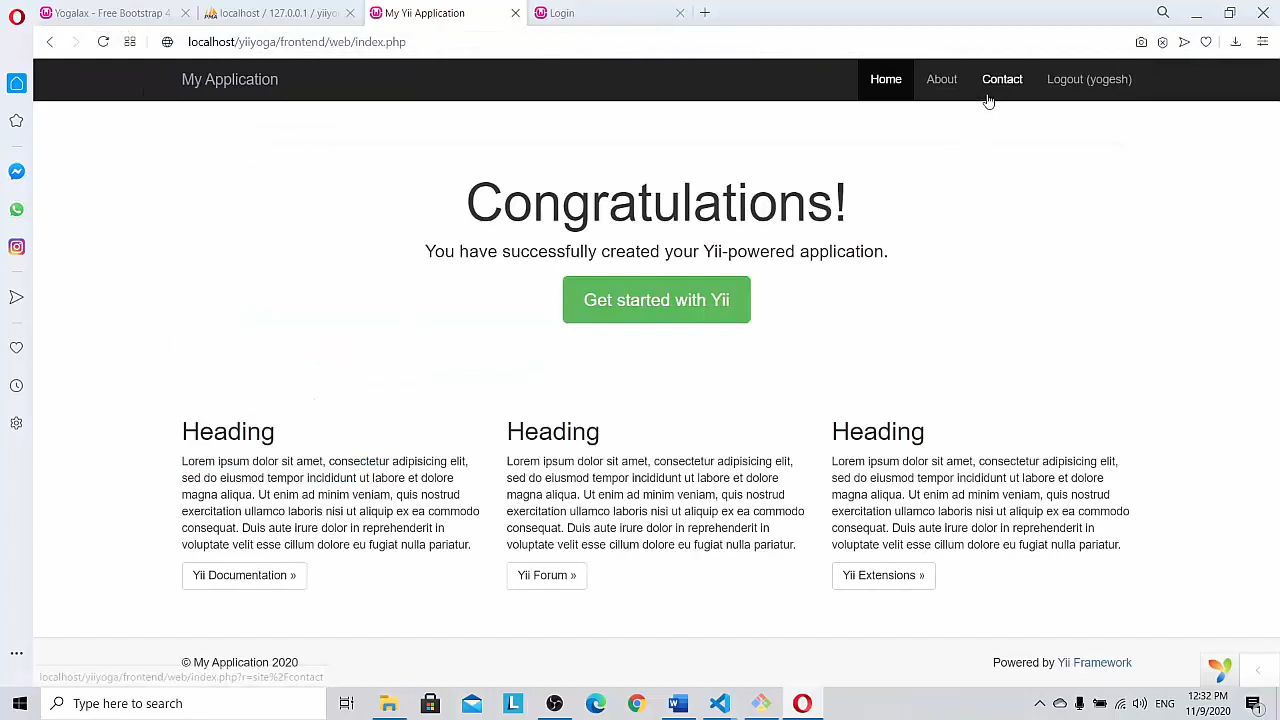 Yogalax - Free Bootstrap 4
localhost / 127.0.0.1 / yiiyo
My Yii Application
Login
localhost/yiiyoga/frontend/web/index.php
My Application
Home
About
Contact
Logout (yogesh)
Congratulations!
You have successfully created your Yii-powered application.
Get started with Yii
Heading
Lorem ipsum dolor sit amet, consectetur adipisicing elit,
sed do eiusmod tempor incididunt ut labore et dolore
magna aliqua. Ut enim ad minim veniam, quis nostrud
exercitation ullamco laboris nisi ut aliquip ex ea commodo
consequat. Duis aute irure dolor in reprehenderit in
voluptate velit esse cillum dolore eu fugiat nulla pariatur.
Yii Documentation »
Heading
Lorem ipsum dolor sit amet, consectetur adipisicing elit,
sed do eiusmod tempor incididunt ut labore et dolore
magna aliqua. Ut enim ad minim veniam, quis nostrud
exercitation ullamco laboris nisi ut aliquip ex ea commodo
consequat. Duis aute irure dolor in reprehenderit in
voluptate velit esse cillum dolore eu fugiat nulla pariatur.
Yii Forum »
Heading
Lorem ipsum dolor sit amet, consectetur adipisicing elit,
sed do eiusmod tempor incididunt ut labore et dolore
magna aliqua. Ut enim ad minim veniam, quis nostrud
exercitation ullamco laboris nisi ut aliquip ex ea commodo
consequat. Duis aute irure dolor in reprehenderit in
voluptate velit esse cillum dolore eu fugiat nulla pariatur.
Yii Extensions »
© My Application 2020
Powered by Yii Framework
localhost/yiiyoga/frontend/web/index.php?r=site%2Fcontact
Type here to search
ENG
12:32 PM
11/9/2020